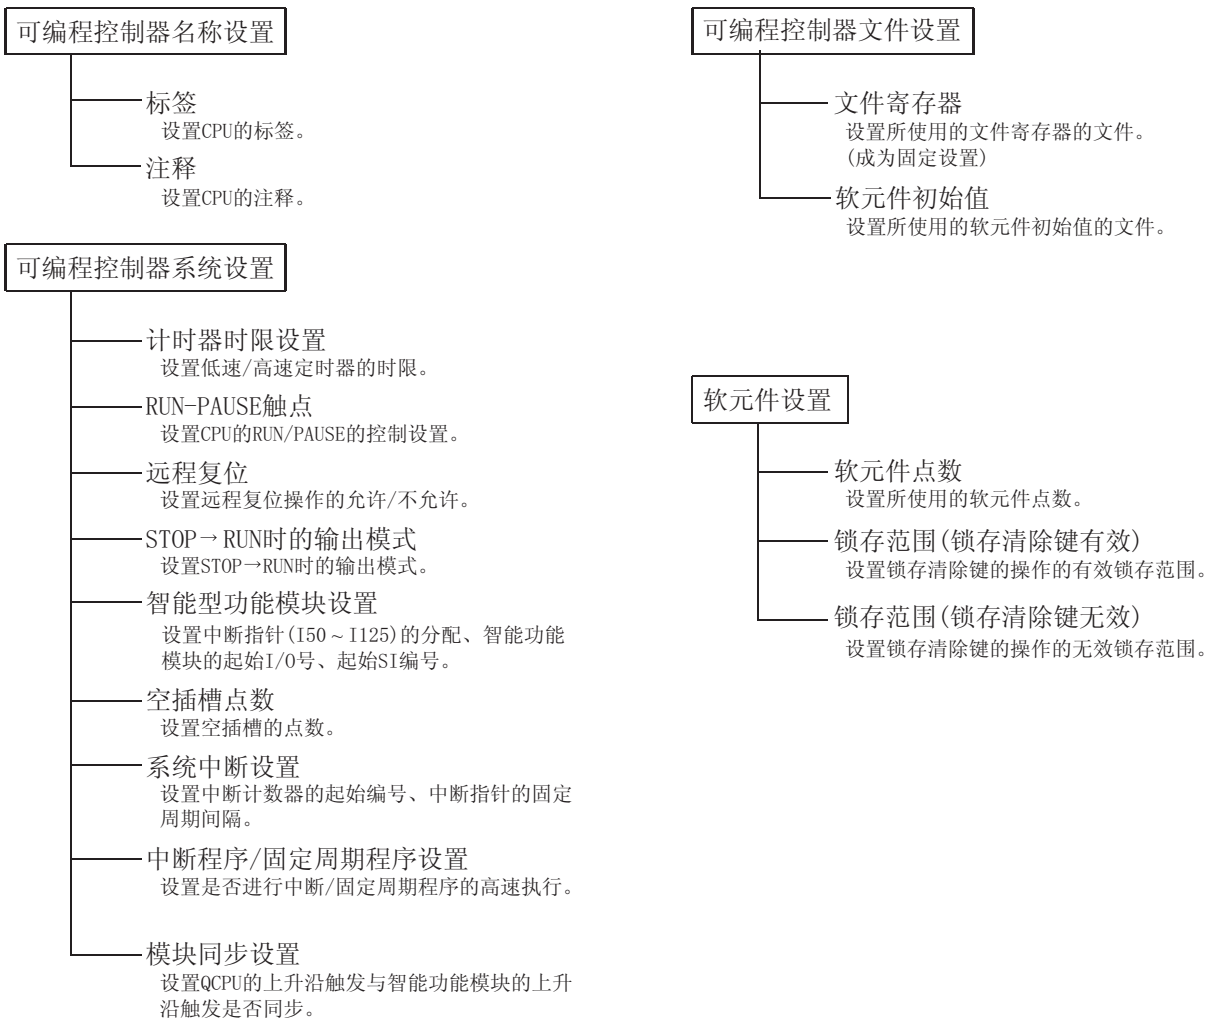 可编程控制器名称设置
标签
设置CPU的标签。
注释
设置CPU的注释。
可编程控制器系统设置
计时器时限设置
设置低速/高速定时器的时限。
RUN-PAUSE触点
设置CPU的RUN/PAUSE的控制设置。
远程复位
设置远程复位操作的允许/不允许。
STOP→RUN时的输出模式
设置STOP→RUN时的输出模式。
智能型功能模块设置
设置中断指针(I50～I125)的分配、智能功能
模块的起始I/O号、起始SI编号。
空插槽点数
设置空插槽的点数。
系统中断设置
设置中断计数器的起始编号、中断指针的固定
周期间隔。
中断程序/固定周期程序设置
设置是否进行中断/固定周期程序的高速执行。
模块同步设置
设置QCPU的上升沿触发与智能功能模块的上升
沿触发是否同步。
可编程控制器文件设置
文件寄存器
设置所使用的文件寄存器的文件。
(成为固定设置)
软元件初始值
设置所使用的软元件初始值的文件。
软元件设置
软元件点数
设置所使用的软元件点数。
锁存范围(锁存清除键有效)
设置锁存清除键的操作的有效锁存范围。
锁存范围(锁存清除键无效)
设置锁存清除键的操作的无效锁存范围。